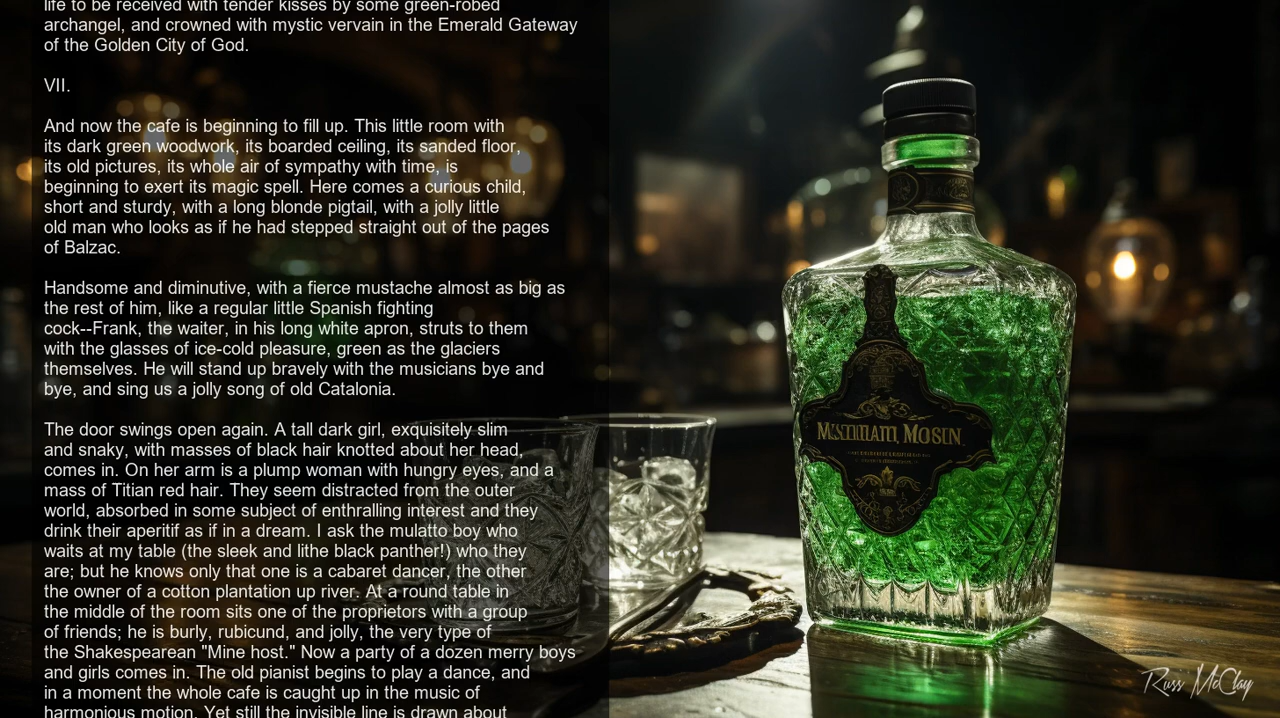 life to be received with tender kisses by some green-robed
archangel, and crowned with mystic vervain in the Emerald Gateway
of the Golden City of God.
VII.
And now the cafe is beginning to fill up. This little room with
its dark green woodwork, its boarded ceiling, its sanded floor,
its old pictures, its whole air of sympathy with time, is
beginning to exert its magic spell. Here comes a curious child,
short and sturdy, with a long blonde pigtail, with a jolly little
old man who looks as if he had stepped straight out of the pages
of Balzac.
Handsome and diminutive, with a fierce mustache almost as big as
the rest of him, like a regular little Spanish fighting
cock--Frank, the waiter, in his long white apron, struts to them
with the glasses of ice-cold pleasure, green as the glaciers
themselves. He will stand up bravely with the musicians bye and
bye, and sing us a jolly song of old Catalonia.
The door swings open again. A tall dark girl, exquisitely slim
and snaky, with masses of black hair knotted about her head,
comes in. On her arm is a plump woman with hungry eyes, and a
mass of Titian red hair. They seem distracted from the outer
world, absorbed in some subject of enthralling interest and they
drink their aperitif as if in a dream. I ask the mulatto boy who
waits at my table (the sleek and lithe black panther!) who they
are; but he knows only that one is a cabaret dancer, the other
the owner of a cotton plantation up river. At a round table in
the middle of the room sits one of the proprietors with a group
of friends; he is burly, rubicund, and jolly, the very type of
the Shakespearean "Mine host." Now a party of a dozen merry boys
and girls comes in. The old pianist begins to play a dance, and
in a moment the whole cafe is caught up in the music of
harmonious motion. Yet still the invisible line is drawn about
Russ McClay